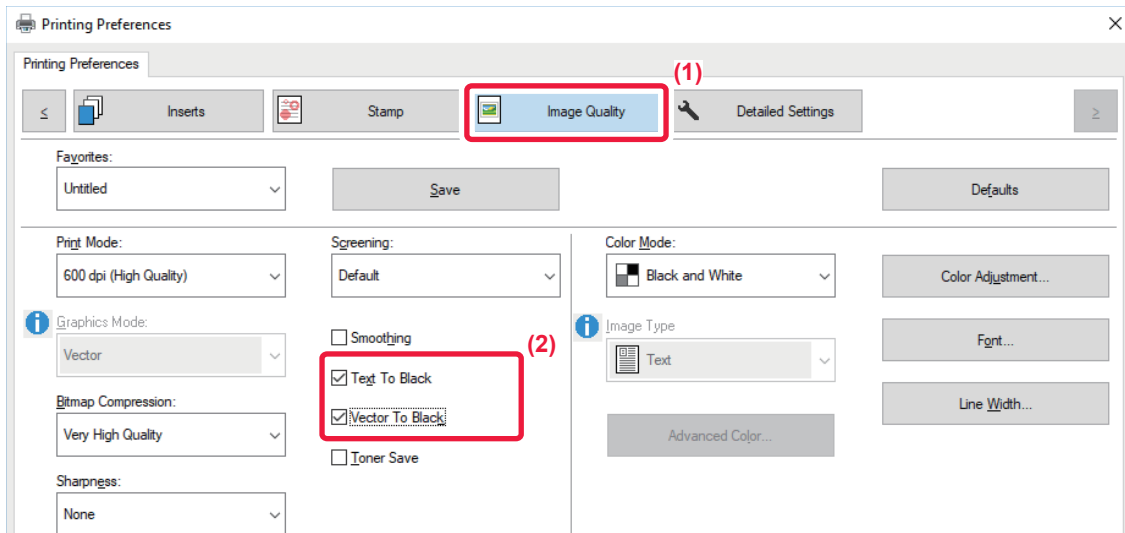 Printing Preferences
Printing Preferences
(1)
≤ Inserts Stamp Image Quality Detailed Settings ≥
Favorites:
Untitled Save Defaults
Print Mode: Screening: Color Mode:
600 dpi (High Quality) Default Black and White Color Adjustment...
Graphics Mode: Smoothing (2) Image Type Font...
Vector Text To Black Text
Bitmap Compression: Vector To Black Line Width...
Very High Quality Toner Save Advanced Color...
Sharpness:
None